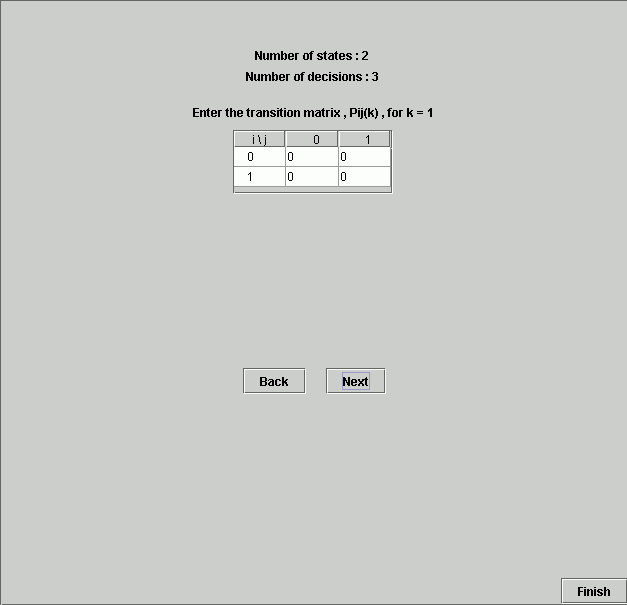 Number of states : 2
Number of decisions : 3
Enter the transition matrix , Pij(k) , for k = 1
i \ j 0 1
0 0 0
1 0 0
Back Next
Finish